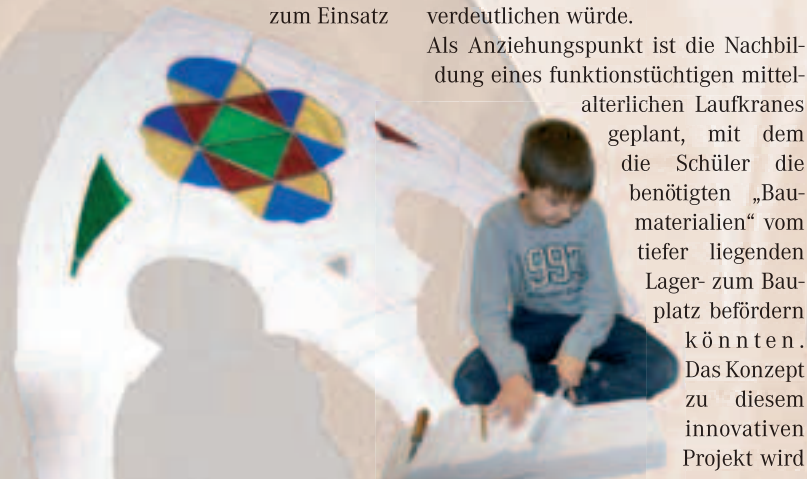 zum Einsatz
verdeutlichen würde.
Als Anziehungspunkt ist die Nachbil-
dung eines funktionstüchtigen mittel-
alterlichen Laufkranes
geplant, mit dem
die Schüler die
benötigten „Bau-
materialien“ vom
tiefer liegenden
Lager- zum Bau-
platz befördern
könnten.
Das Konzept
zu diesem
innovativen
Projekt wird
1993